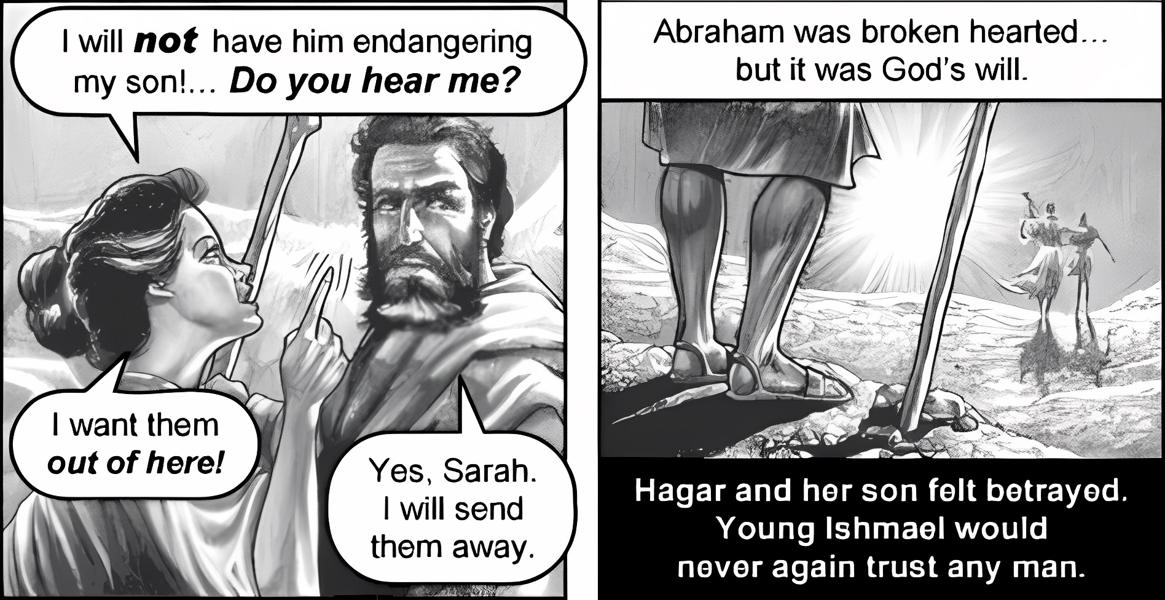 I will not have him endangering
my son!... Do you hear me?
I want them
out of here!
Yes, Sarah.
I will send
them away.
Abraham was broken hearted...
but it was God's will.
Hagar and her son felt betrayed.
Young Ishmael would
never again trust any man.